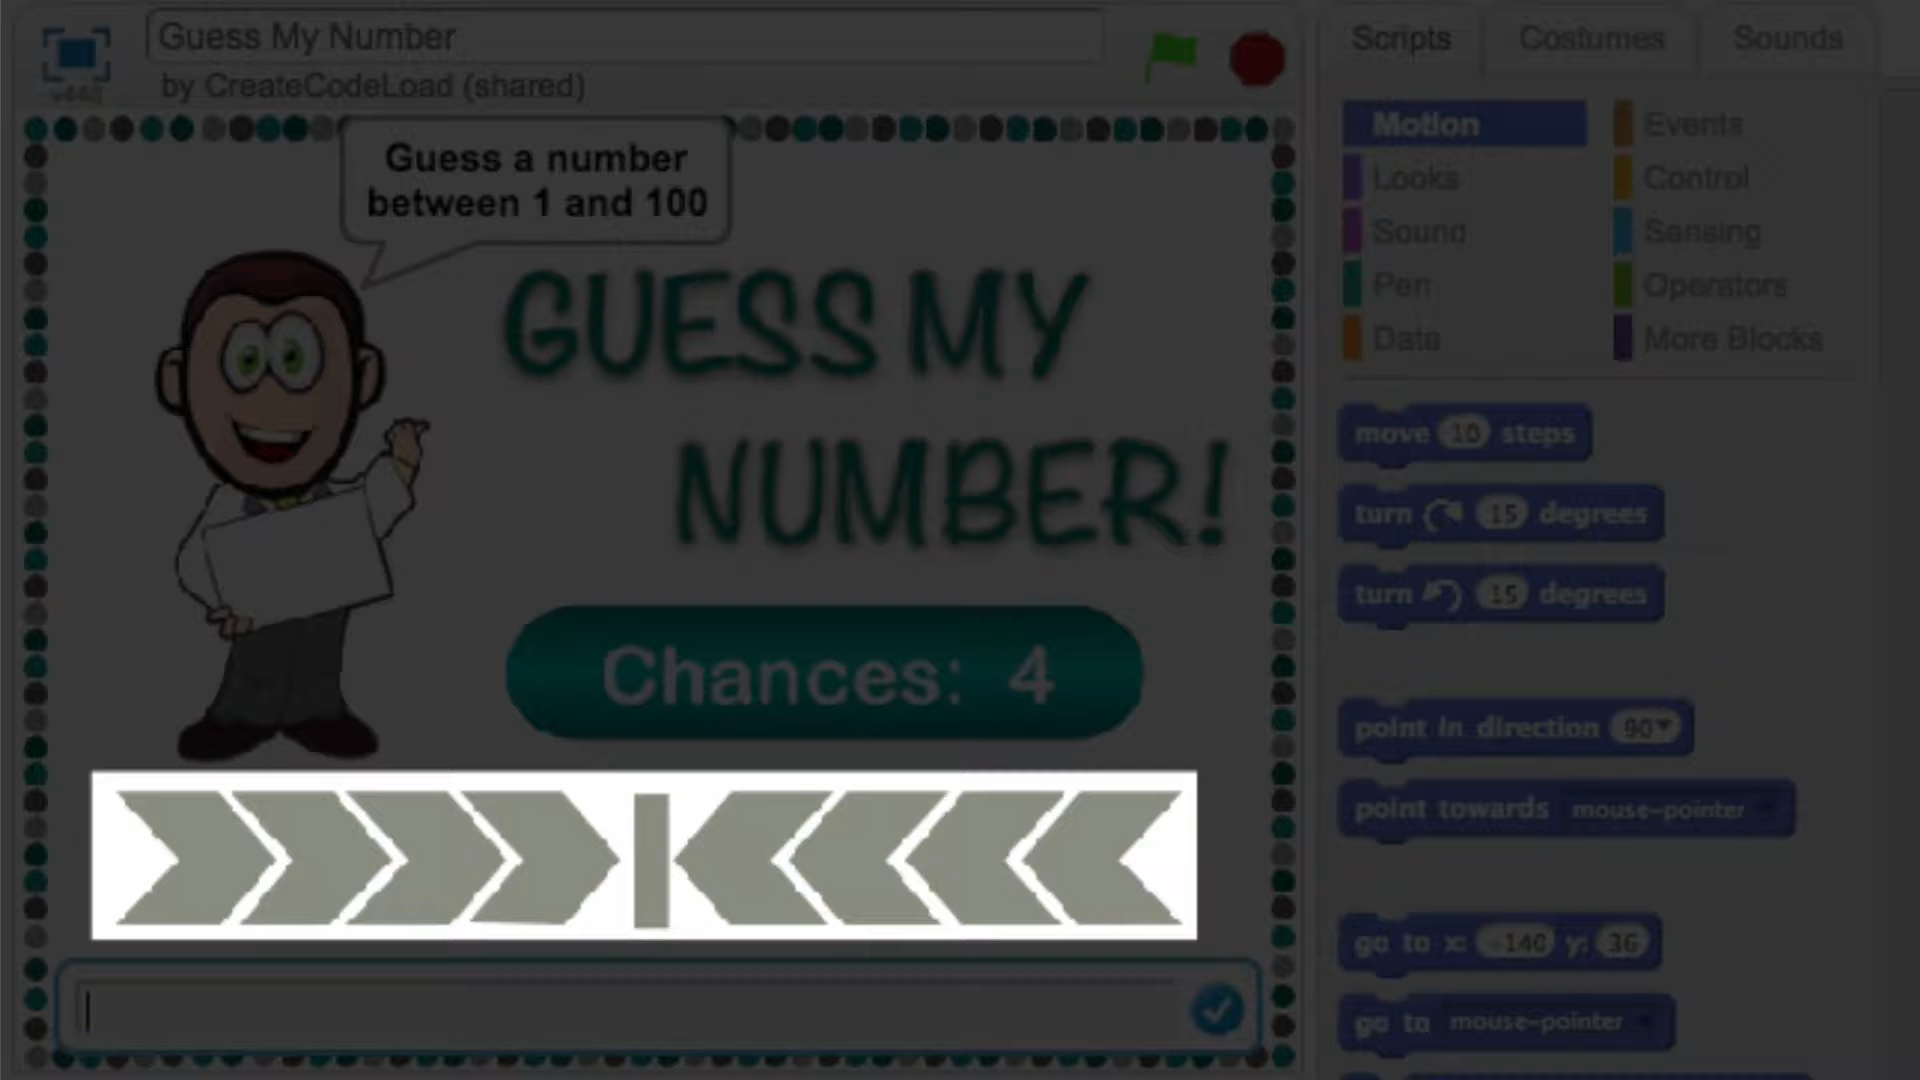 Guess My Number
by CreateCodeLoad (shared)
v446
Guess a number
between 1 and 100
GUESS MY
NUMBER!
Chances: 4
Scripts Costumes Sounds
Motion Events
Looks Control
Sound Sensing
Pen Operators
Data More Blocks
move 10 steps
turn 15 degrees
turn 15 degrees
point in direction 90
point towards mouse-pointer
go to x: -140 y: 36
go to mouse-pointer